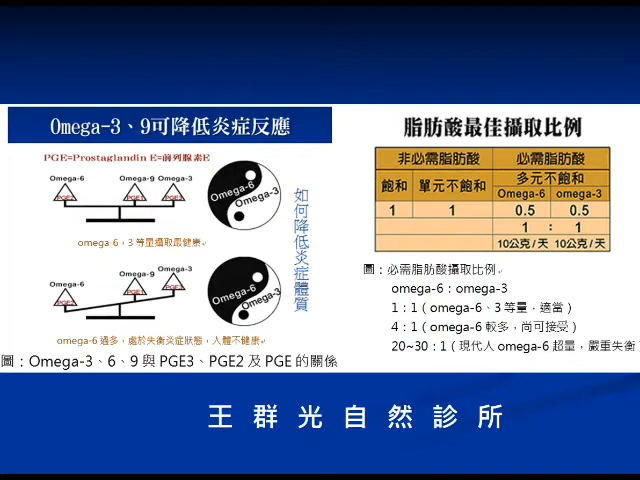 Omega-3、9可降低炎症反應
PGE=Prostaglandin E=前列腺素E
Omega-6 Omega-9 Omega-3
PGE2 PGE1 PGE3
Omega-6
Omega-3
omega-6，3 等量攝取最健康
Omega-6 Omega-9 Omega-3
PGE2 PGE1 PGE3
Omega-6
Omega-3
omega-6 過多，處於失衡炎症狀態，人體不健康
如何降低炎症體質
圖：Omega-3、6、9 與 PGE3、PGE2 及 PGE 的關係
脂肪酸最佳攝取比例
非必需脂肪酸 必需脂肪酸
飽和 單元不飽和 多元不飽和
Omega-6 omega-3
1 1 0.5 0.5
1 : 1
10公克/天 10公克/天
圖：必需脂肪酸攝取比例
omega-6：omega-3
1：1（omega-6、3 等量，適當）
4：1（omega-6 較多，尚可接受）
20~30：1（現代人 omega-6 超量，嚴重失衡）
王群光自然診所